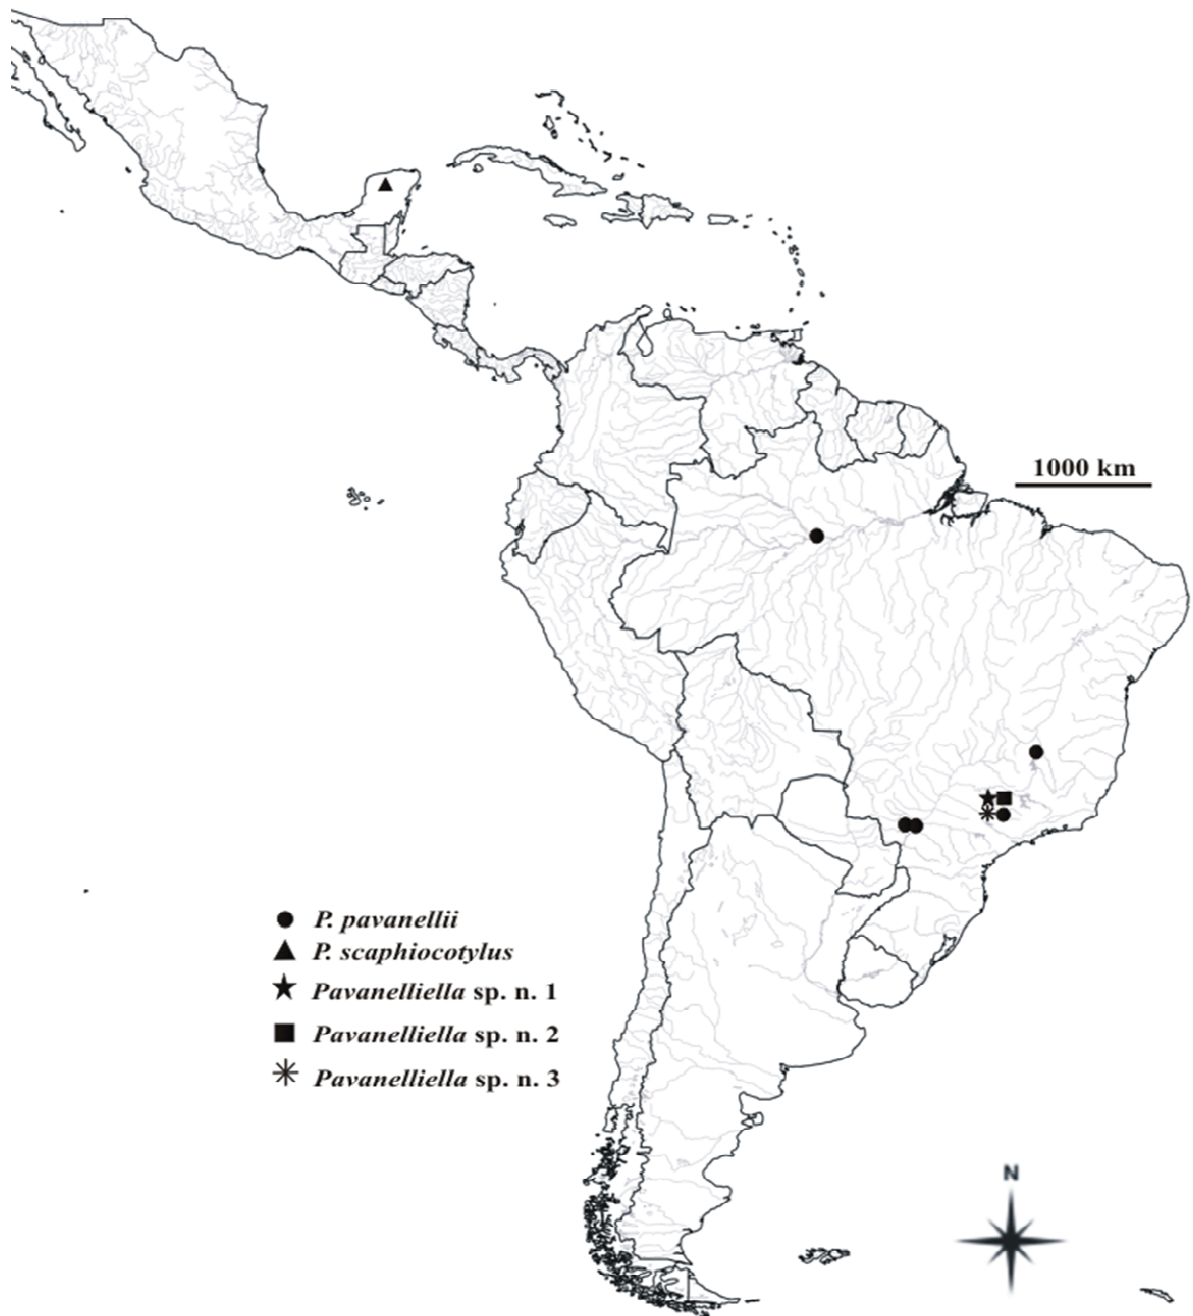 1000 km
P. pavanellii
P. scaphiocotylus
Pavanelliella sp. n. 1
Pavanelliella sp. n. 2
Pavanelliella sp. n. 3
N